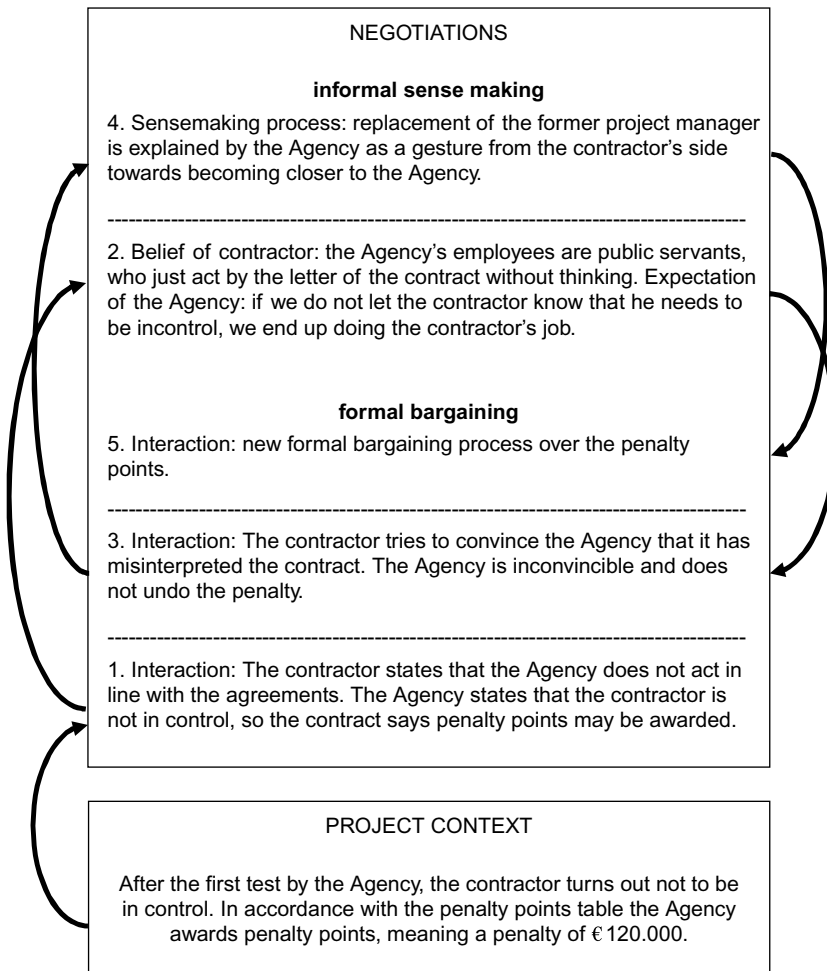 NEGOTIATIONS
informal sense making
4. Sensemaking process: replacement of the former project manager
is explained by the Agency as a gesture from the contractor's side
towards becoming closer to the Agency.
2. Belief of contractor: the Agency's employees are public servants,
who just act by the letter of the contract without thinking. Expectation
of the Agency: if we do not let the contractor know that he needs to
be incontrol, we end up doing the contractor's job.
formal bargaining
5. Interaction: new formal bargaining process over the penalty
points.
3. Interaction: The contractor tries to convince the Agency that it has
misinterpreted the contract. The Agency is inconvincible and does
not undo the penalty.
1. Interaction: The contractor states that the Agency does not act in
line with the agreements. The Agency states that the contractor is
not in control, so the contract says penalty points may be awarded.
PROJECT CONTEXT
After the first test by the Agency, the contractor turns out not to be
in control. In accordance with the penalty points table the Agency
awards penalty points, meaning a penalty of € 120.000.